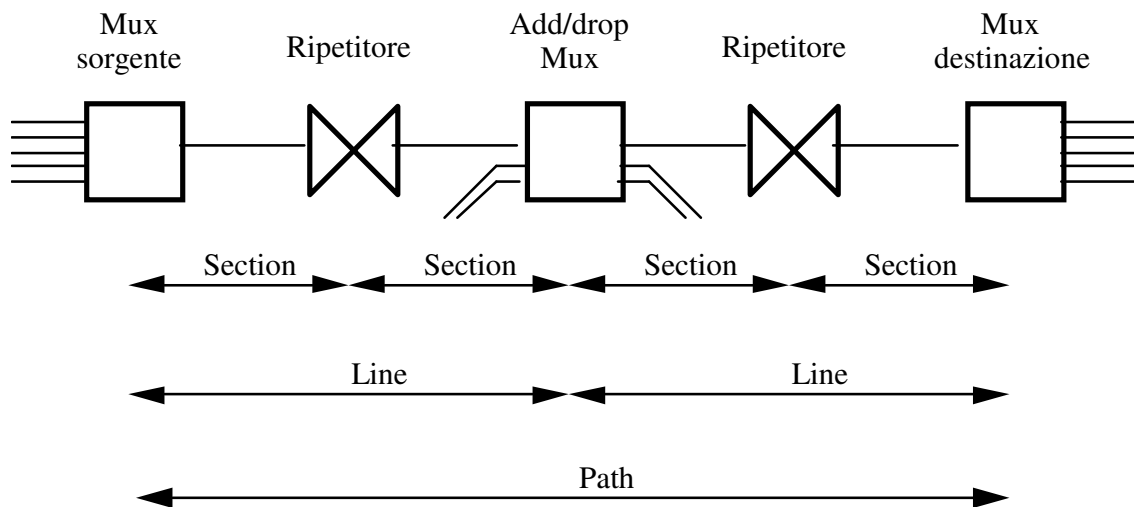 Mux
sorgente
Ripetitore
Add/drop
Mux
Ripetitore
Mux
destinazione
Section
Section
Section
Section
Line
Line
Path